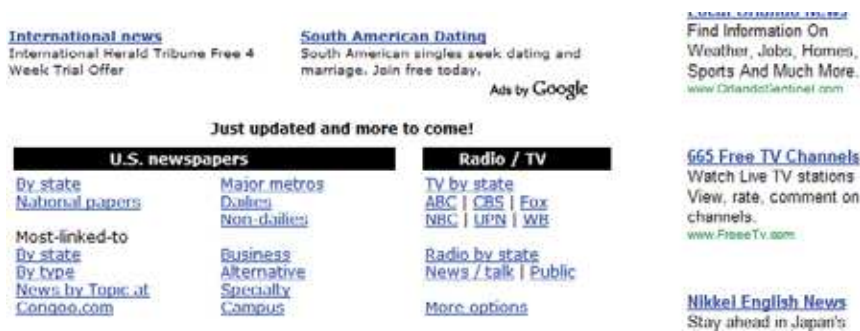 International news
International Herald Tribune Free 4
Week Trial Offer
South American Dating
South American singles seek dating and
marriage. Join free today.
Ads by Google
Just updated and more to come!
U.S. newspapers
By state
National papers
Major metros
Dailies
Non-dailies
Most-linked-to
By state
By type
News by Topic at
Congoo.com
Business
Alternative
Specialty
Campus
Radio / TV
TV by state
ABC | CBS | Fox
NBC | UPN | WB
Radio by state
News / talk | Public
More options
Local Orlando News
Find Information On
Weather, Jobs, Homes,
Sports And Much More.
www.OrlandoSentinel.com
665 Free TV Channels
Watch Live TV stations
View, rate, comment on
channels.
www.FreeeTv.com
Nikkei English News
Stay ahead in Japan's